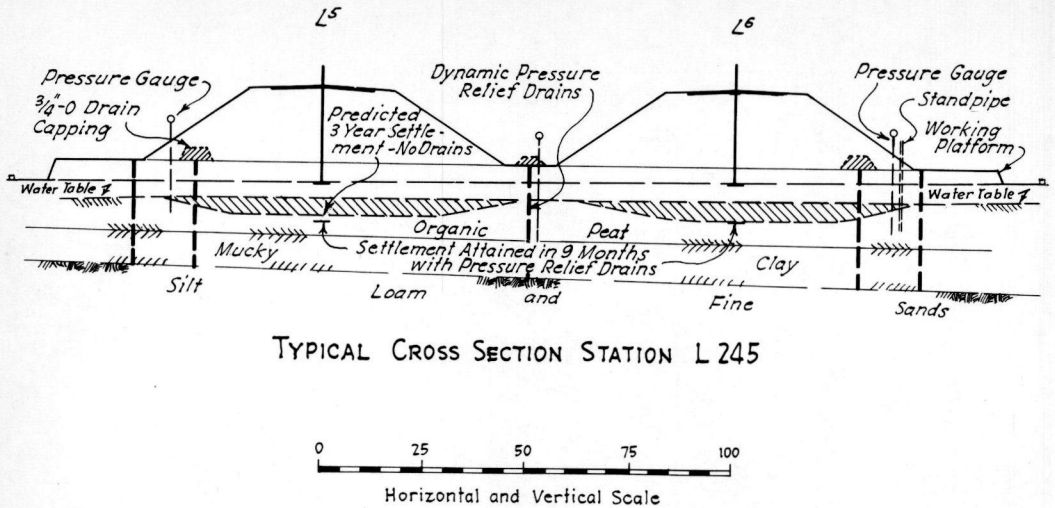 L5
L6
Pressure Gauge
3/4"-O Drain
Capping
Predicted
3 Year Settle-
ment-No Drains
Dynamic Pressure
Relief Drains
Pressure Gauge
Standpipe
Working
Platform
Water Table
Water Table
Organic
Peat
Settlement Attained in 9 Months
with Pressure Relief Drains
Mucky
Clay
Silt
Loam
and
Fine
Sands
TYPICAL CROSS SECTION STATION L 245
0 25 50 75 100
Horizontal and Vertical Scale